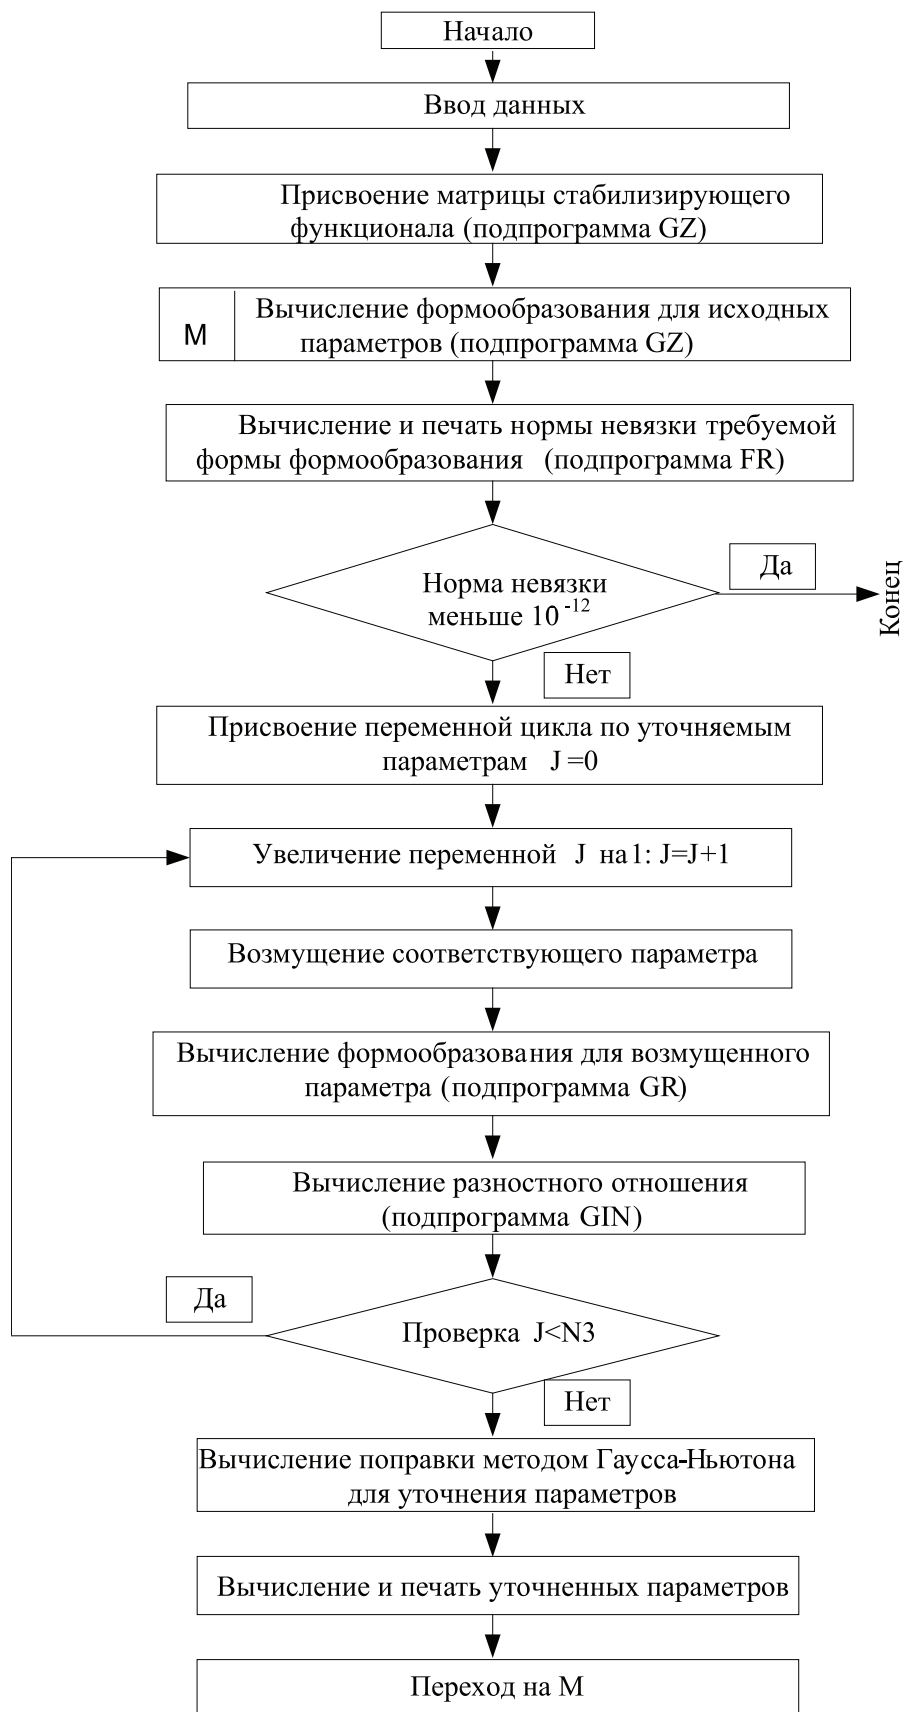 Начало
Ввод данных
Присвоение матрицы стабилизирующего
функционала (подпрограмма GZ)
М
Вычисление формообразования для исходных
параметров (подпрограмма GZ)
Вычисление и печать нормы невязки требуемой
формы формообразования (подпрограмма FR)
Норма невязки
меньше 10⁻¹²
Да
Конец
Нет
Присвоение переменной цикла по уточняемым
параметрам J=0
Увеличение переменной J на1: J=J+1
Возмущение соответствующего параметра
Вычисление формообразования для возмущенного
параметра (подпрограмма GR)
Вычисление разностного отношения
(подпрограмма GIN)
Да
Проверка J<N3
Нет
Вычисление поправки методом Гаусса-Ньютона
для уточнения параметров
Вычисление и печать уточненных параметров
Переход на М